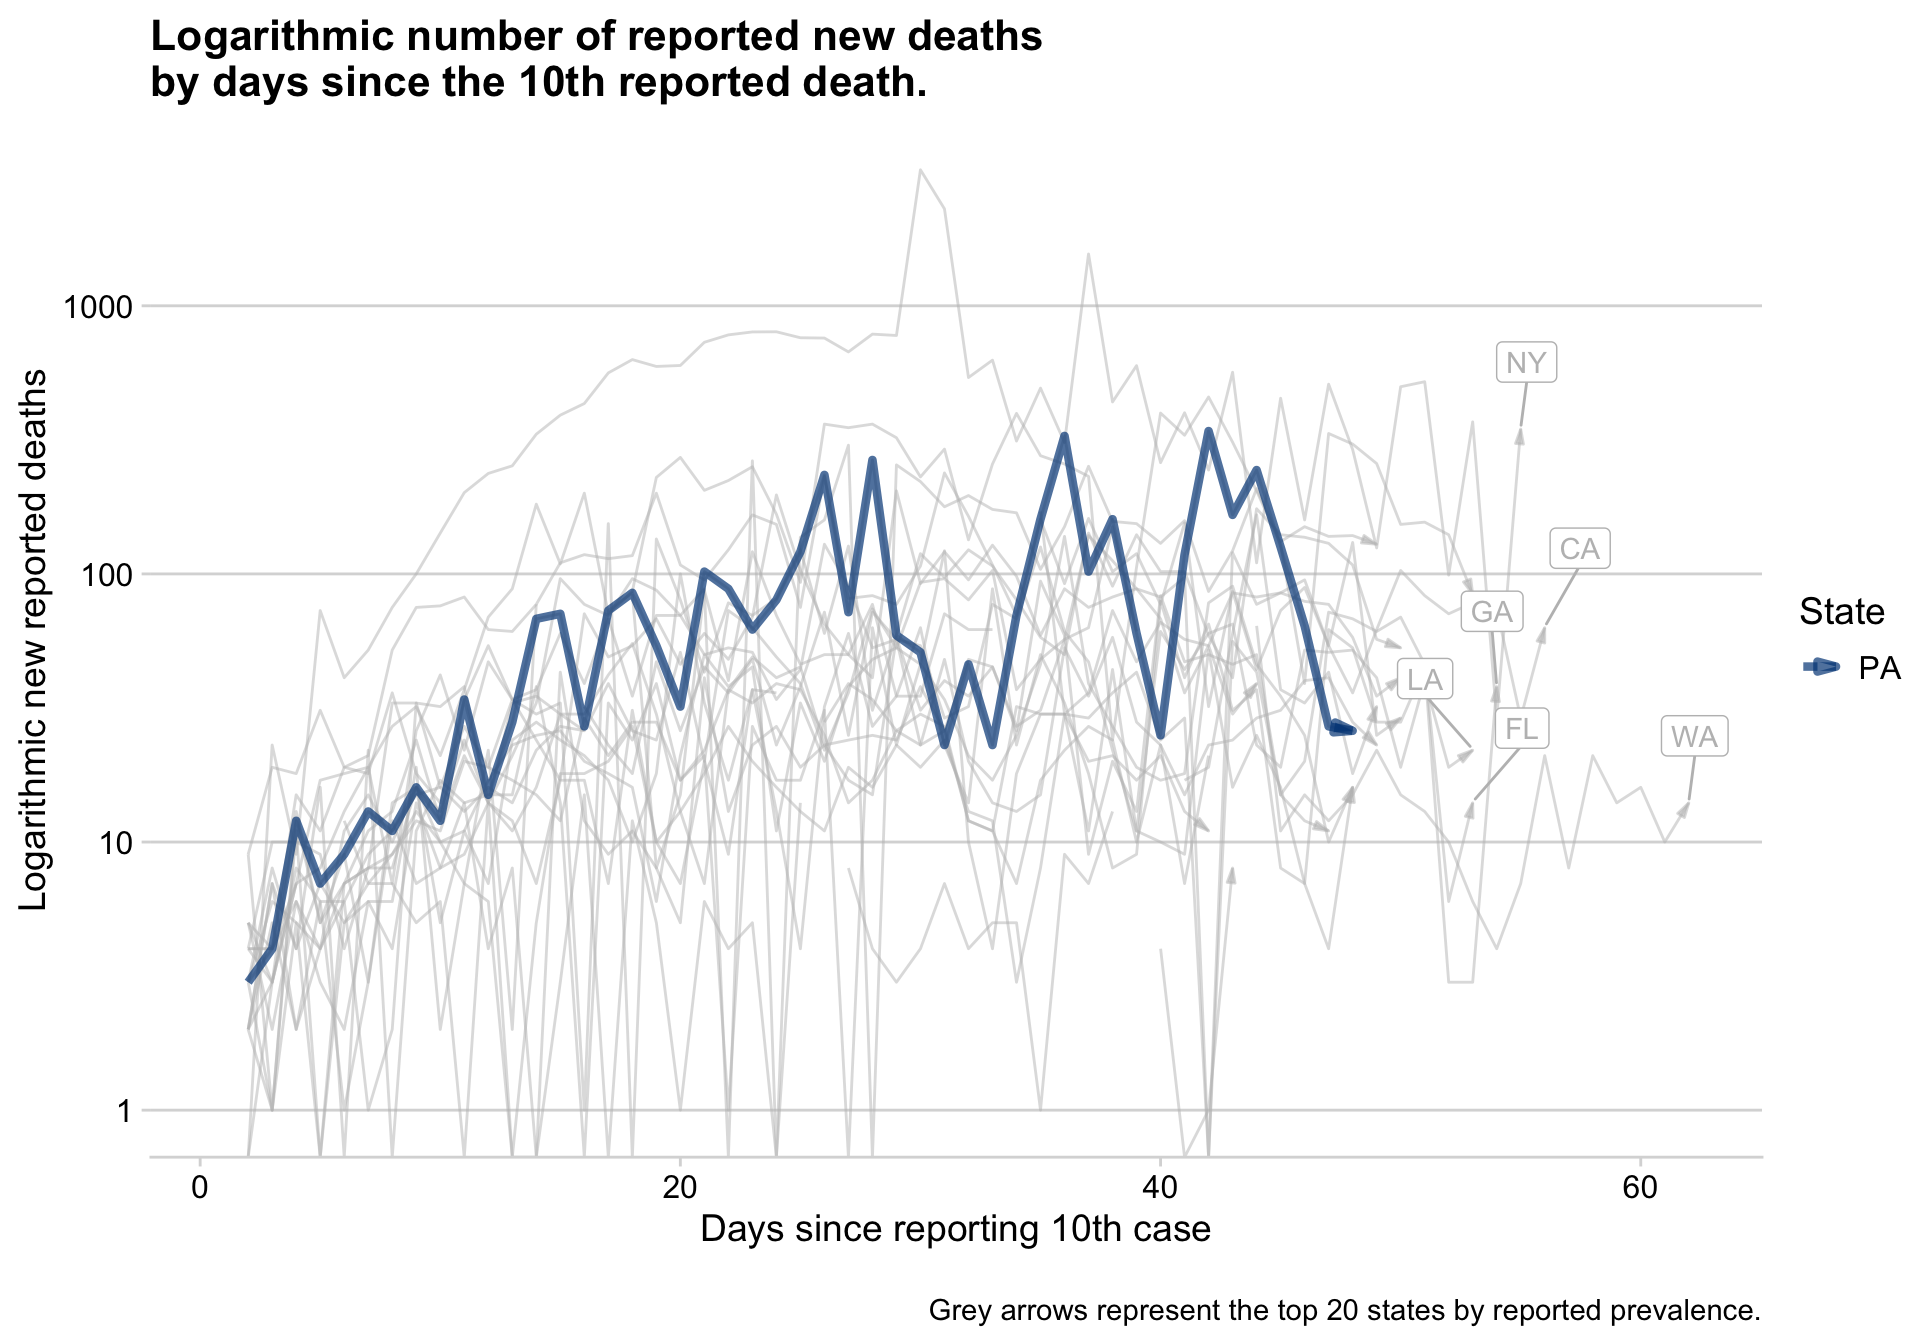 Logarithmic number of reported new deaths
by days since the 10th reported death.
Logarithmic new reported deaths
1000
100
10
1
NY
CA
GA
LA
FL
WA
State
PA
0
20
40
60
Days since reporting 10th case
Grey arrows represent the top 20 states by reported prevalence.